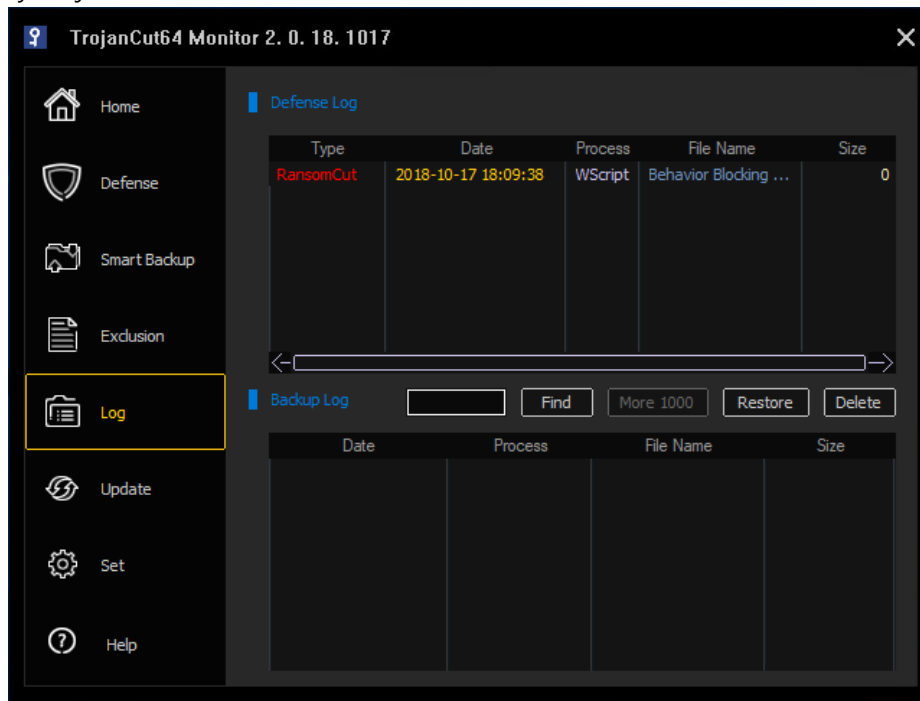 TrojanCut64 Monitor 2. 0. 18. 1017
Home
Defense
Smart Backup
Exclusion
Log
Update
Set
Help
Defense Log
Type Date Process File Name Size
RansomCut 2018-10-17 18:09:38 WScript Behavior Blocking ... 0
Backup Log Find More 1000 Restore Delete
Date Process File Name Size